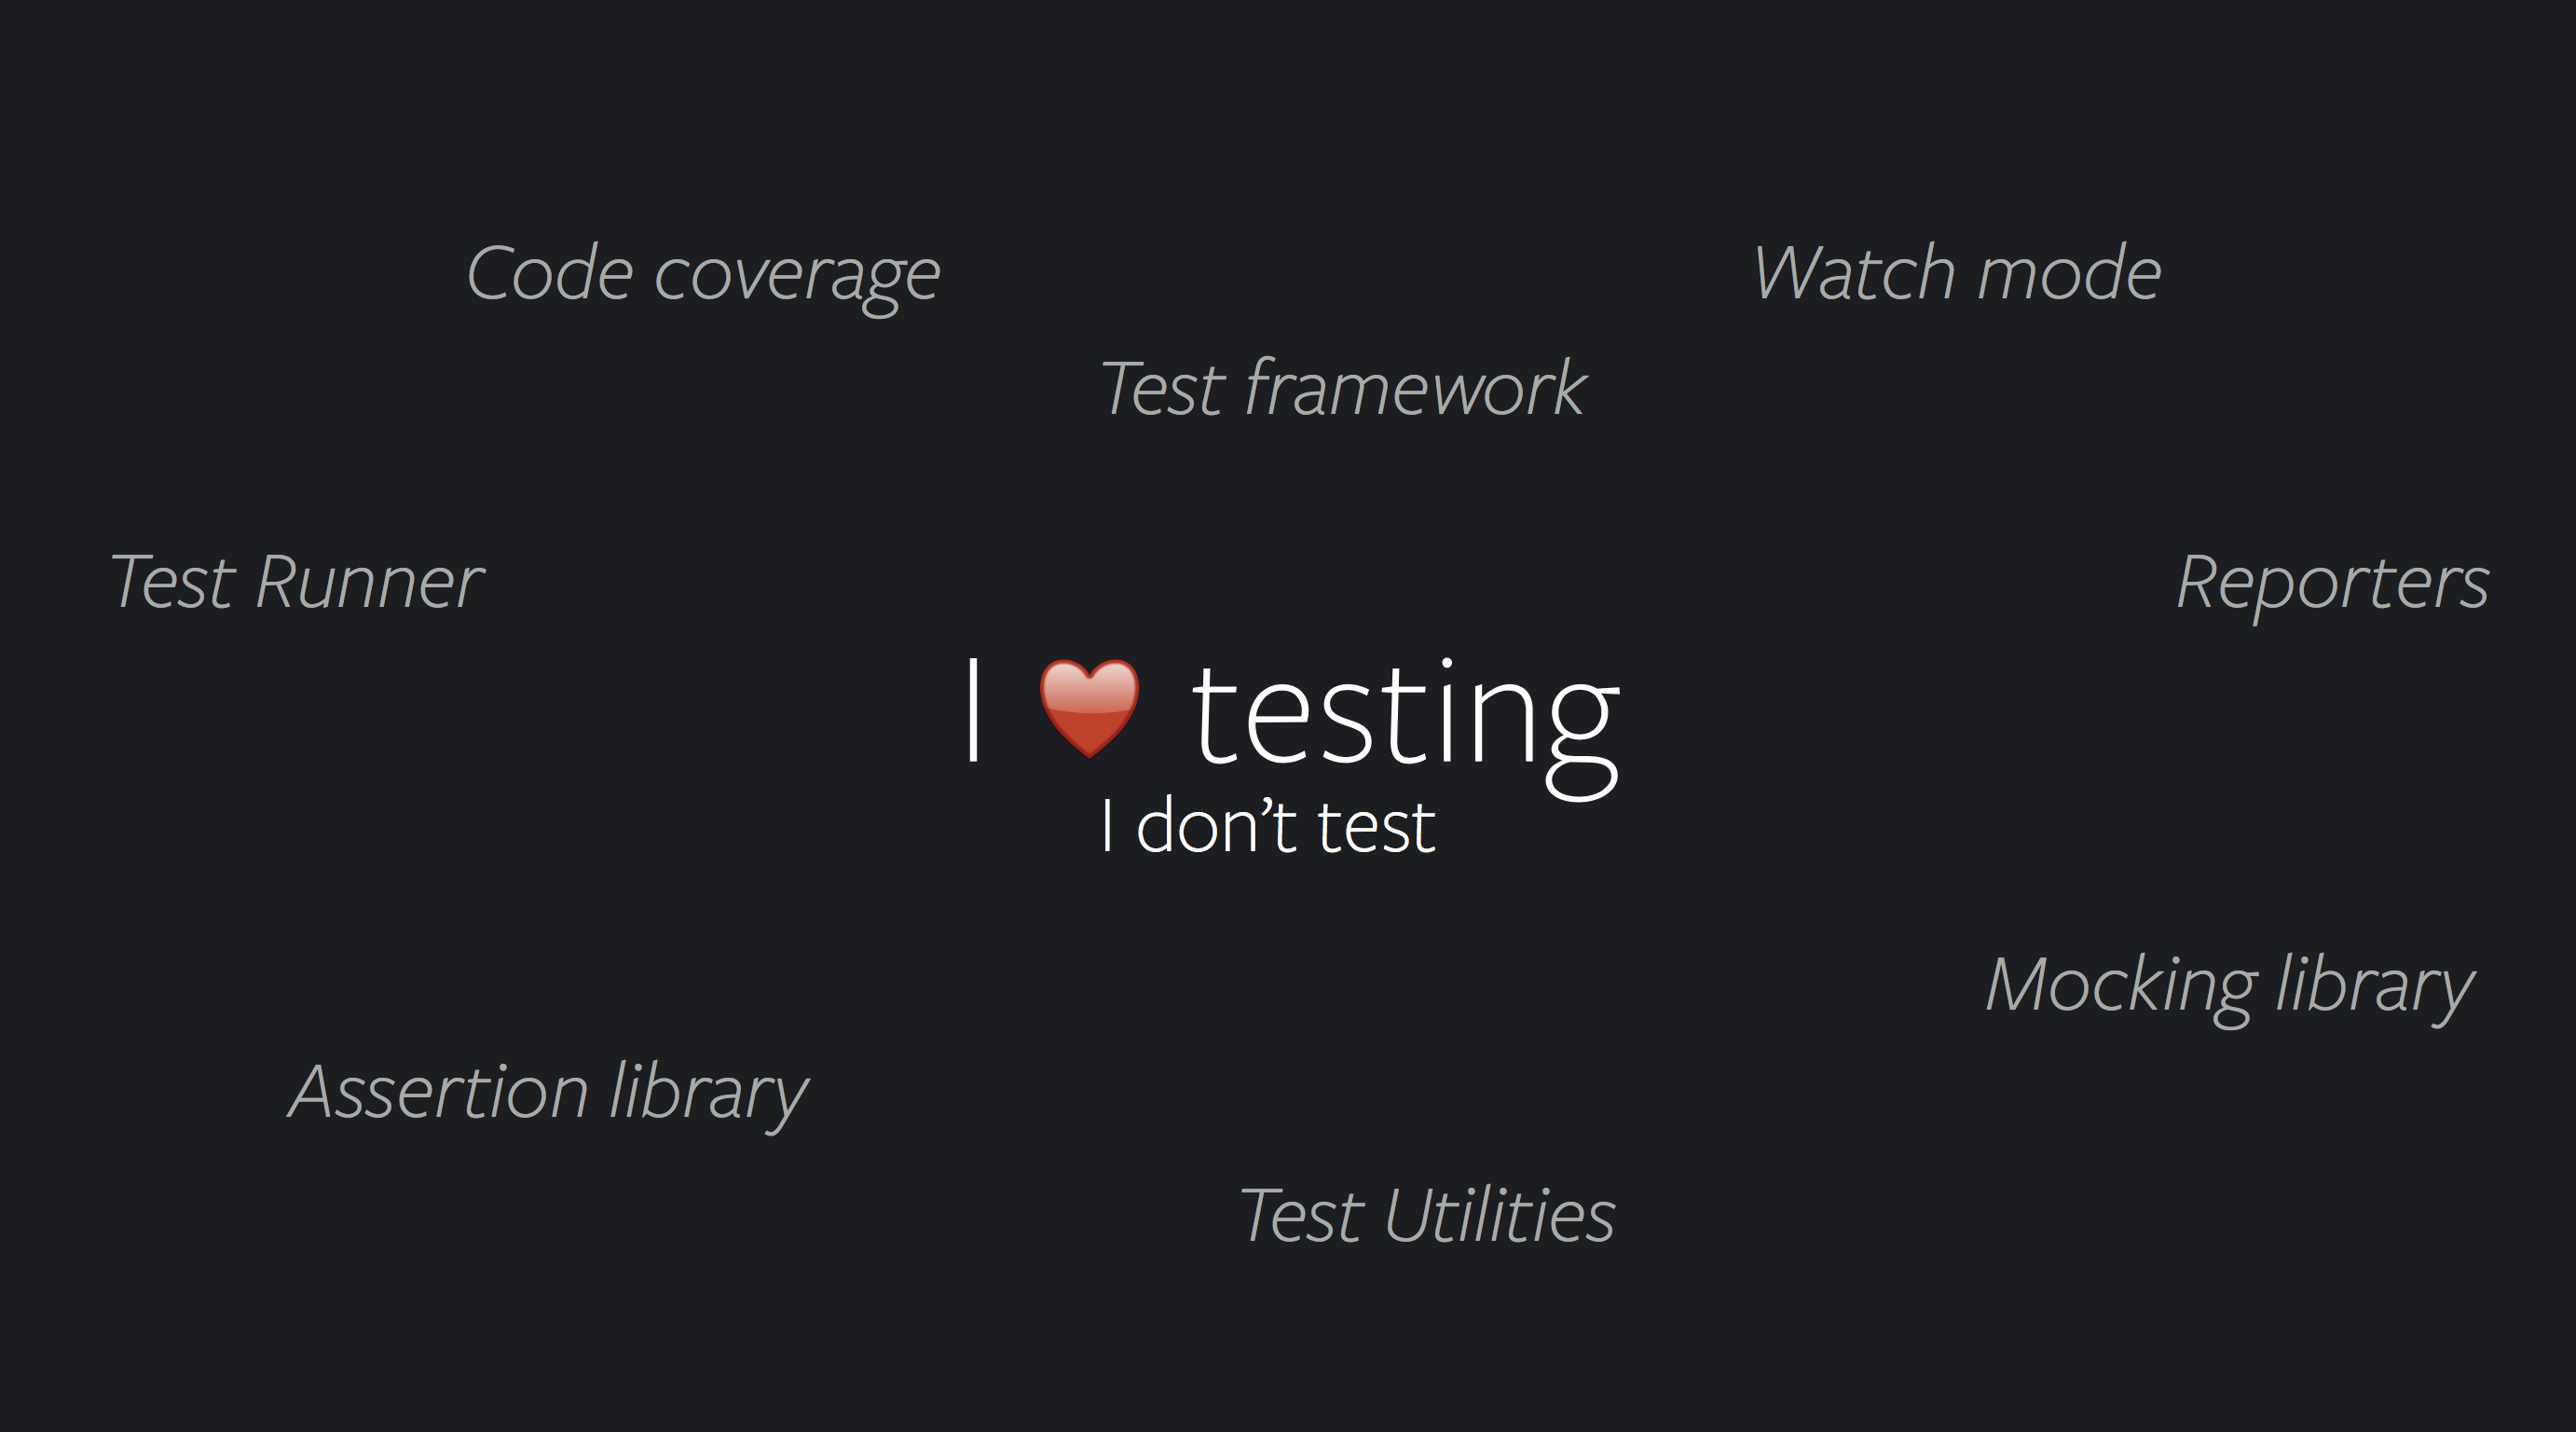 Code coverage
Watch mode
Test framework
Test Runner
Reporters
I ❤ testing
I don’t test
Mocking library
Assertion library
Test Utilities